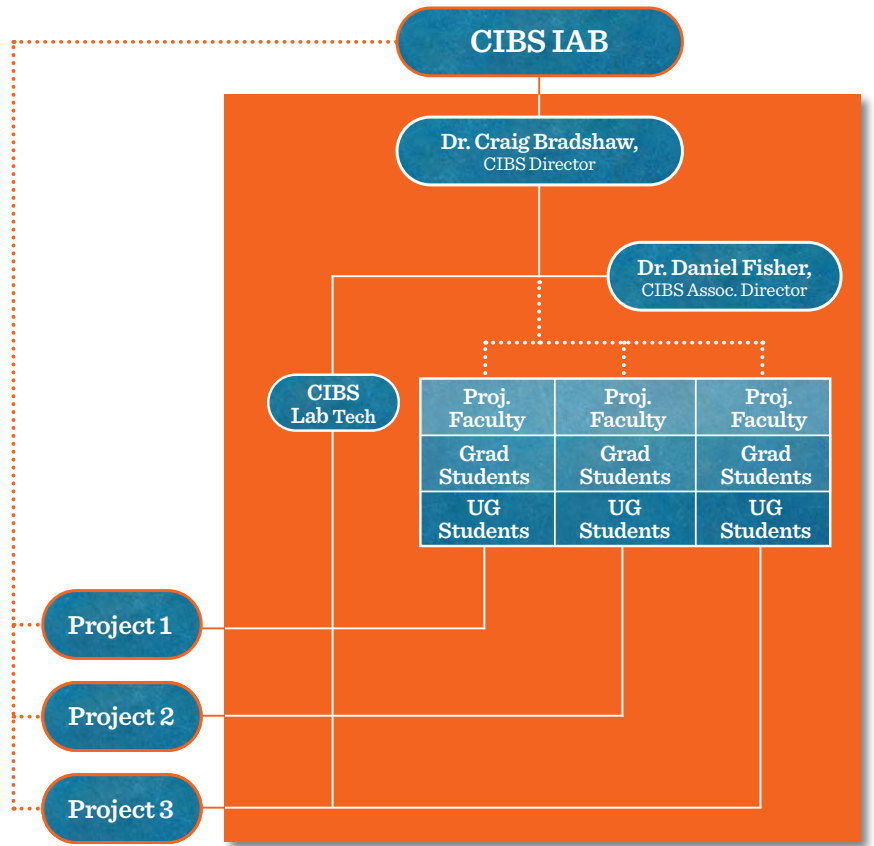 CIBS IAB
Dr. Craig Bradshaw,
CIBS Director
Dr. Daniel Fisher,
CIBS Assoc. Director
CIBS
Lab Tech
Proj.
Faculty
Proj.
Faculty
Proj.
Faculty
Grad
Students
Grad
Students
Grad
Students
UG
Students
UG
Students
UG
Students
Project 1
Project 2
Project 3